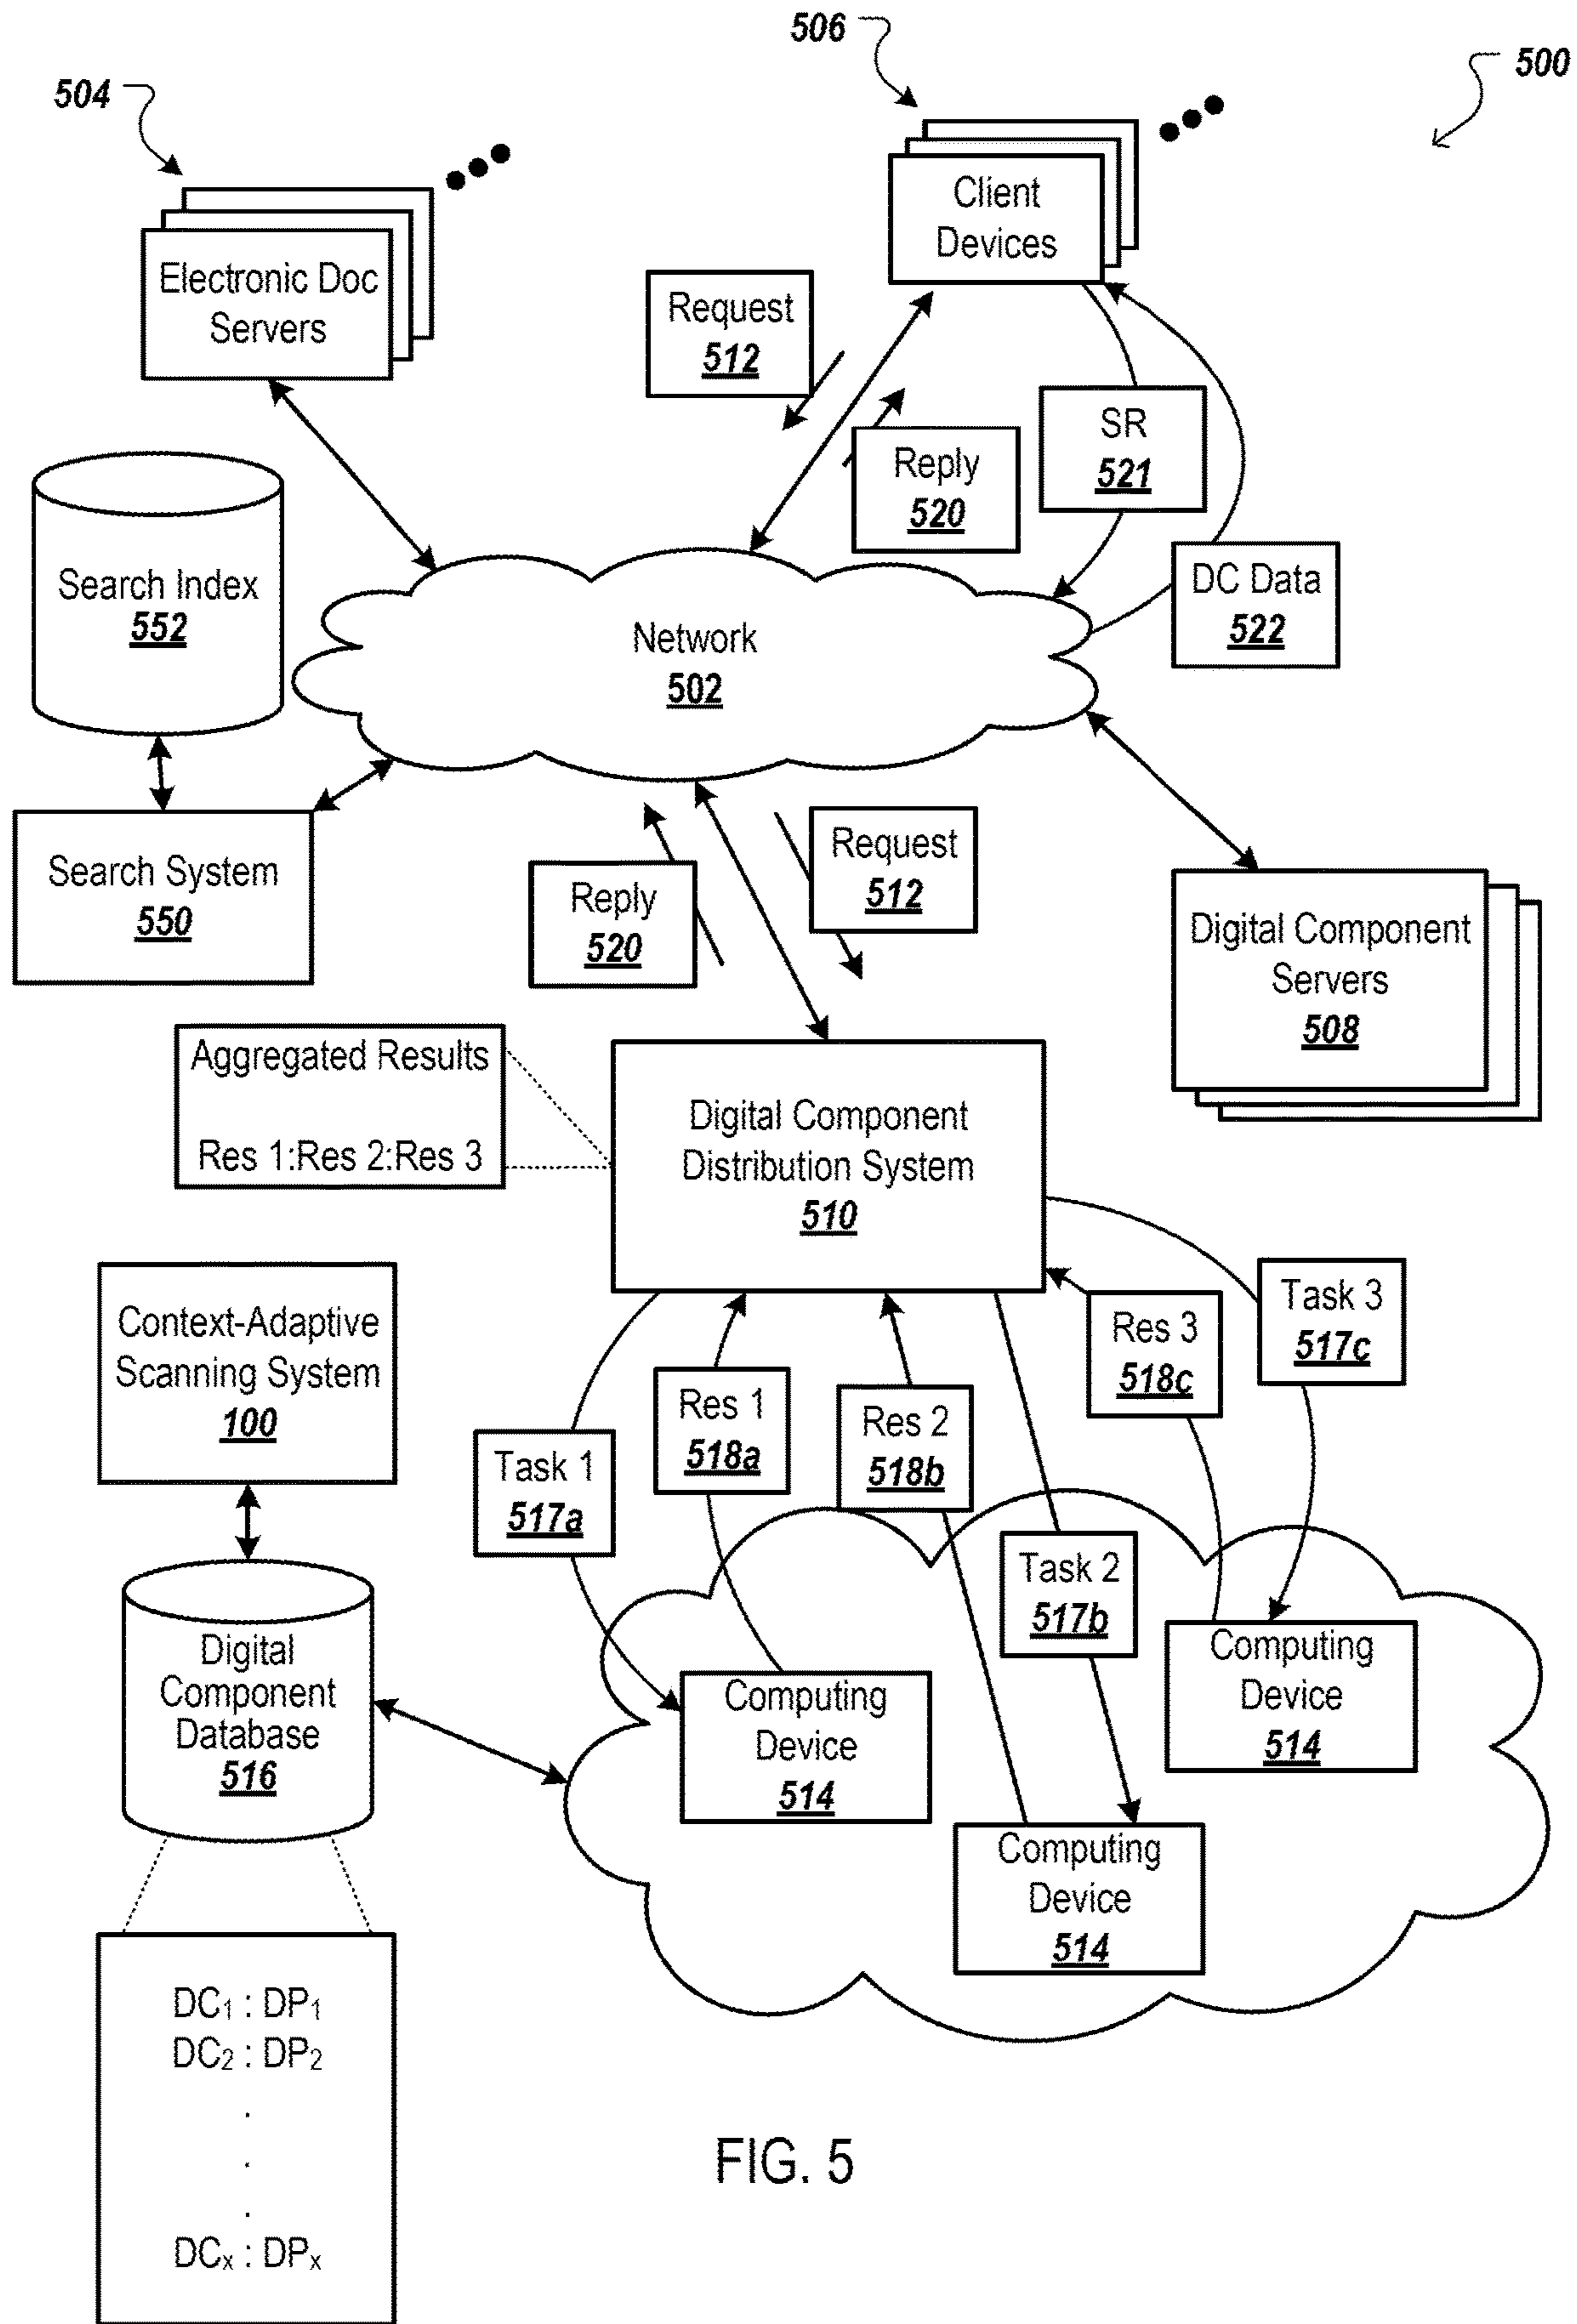 506
500
504
Client
Devices
Electronic Doc
Servers
Request
512
SR
521
Reply
520
Search Index
552
DC Data
522
Network
502
Search System
550
Request
512
Reply
520
Digital Component
Servers
508
Aggregated Results
Res 1:Res 2:Res 3
Digital Component
Distribution System
510
Context-Adaptive
Scanning System
100
Task 3
517c
Res 3
518c
Res 1
518a
Res 2
518b
Task 1
517a
Task 2
517b
Digital
Component
Database
516
Computing
Device
514
Computing
Device
514
Computing
Device
514
DC₁ : DP₁
DC₂ : DP₂
.
.
.
DCₓ : DPₓ
FIG. 5